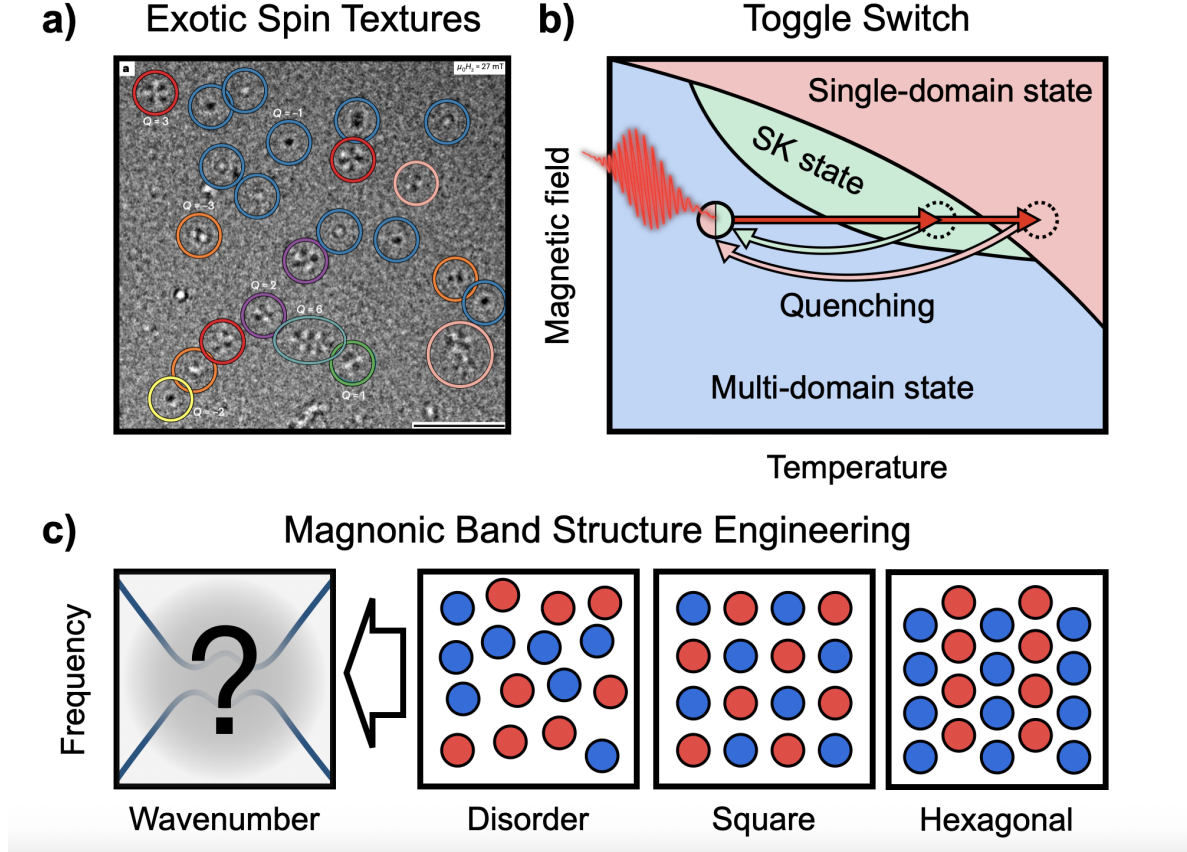 a) Exotic Spin Textures
a
μ₀Hz = 27 mT
Q = 3
Q = −1
Q = −3
Q = 2
Q = 6
Q = 1
Q = −2
b) Toggle Switch
Magnetic field
Single-domain state
SK state
Quenching
Multi-domain state
Temperature
c) Magnonic Band Structure Engineering
Frequency
?
Wavenumber
Disorder
Square
Hexagonal